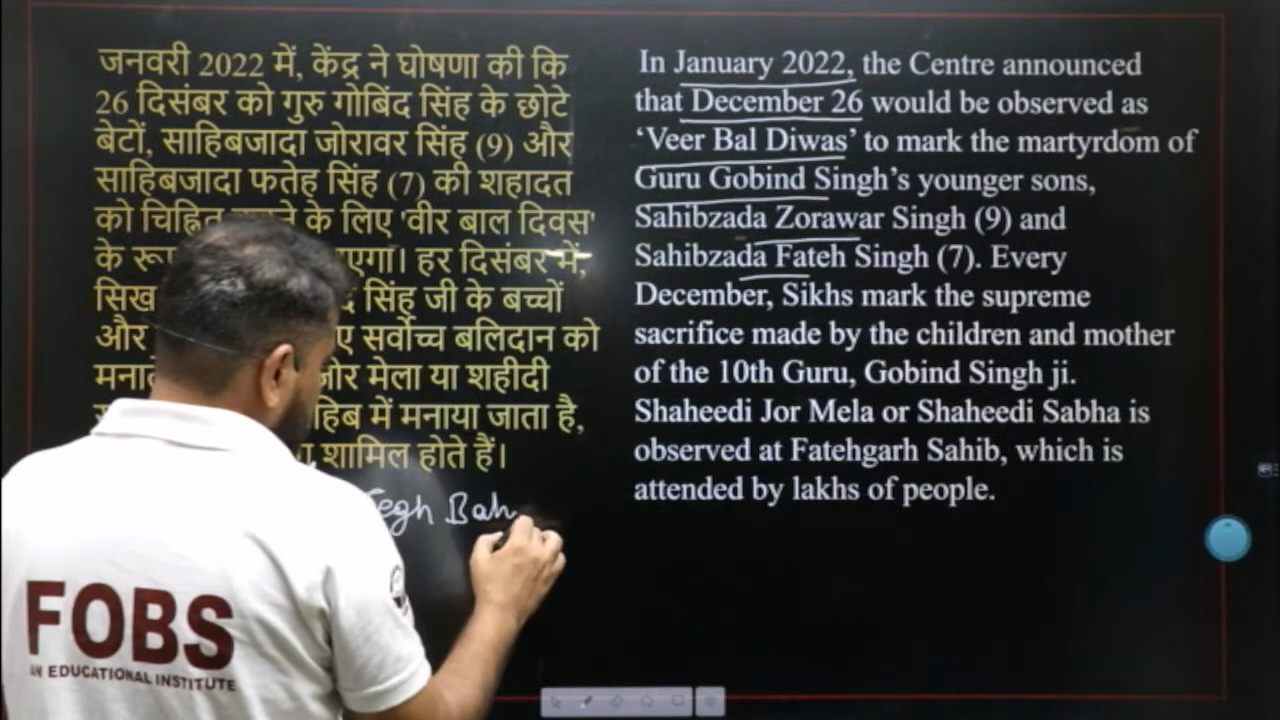 जनवरी 2022 में, केंद्र ने घोषणा की कि
26 दिसंबर को गुरु गोबिंद सिंह के छोटे
बेटों, साहिबजादा जोरावर सिंह (9) और
साहिबजादा फतेह सिंह (7) की शहादत
को के लिए 'वीर बाल दिवस'
के हर दिसंबर में,
सिख सिंह जी के बच्चों
और सर्वोच्च बलिदान को
जोर मेला या शहीदी
में मनाया जाता है,
शामिल होते हैं।
Tegh Bah
In January 2022, the Centre announced
that December 26 would be observed as
‘Veer Bal Diwas’ to mark the martyrdom of
Guru Gobind Singh’s younger sons,
Sahibzada Zorawar Singh (9) and
Sahibzada Fateh Singh (7). Every
December, Sikhs mark the supreme
sacrifice made by the children and mother
of the 10th Guru, Gobind Singh ji.
Shaheedi Jor Mela or Shaheedi Sabha is
observed at Fatehgarh Sahib, which is
attended by lakhs of people.
FOBS
AN EDUCATIONAL INSTITUTE